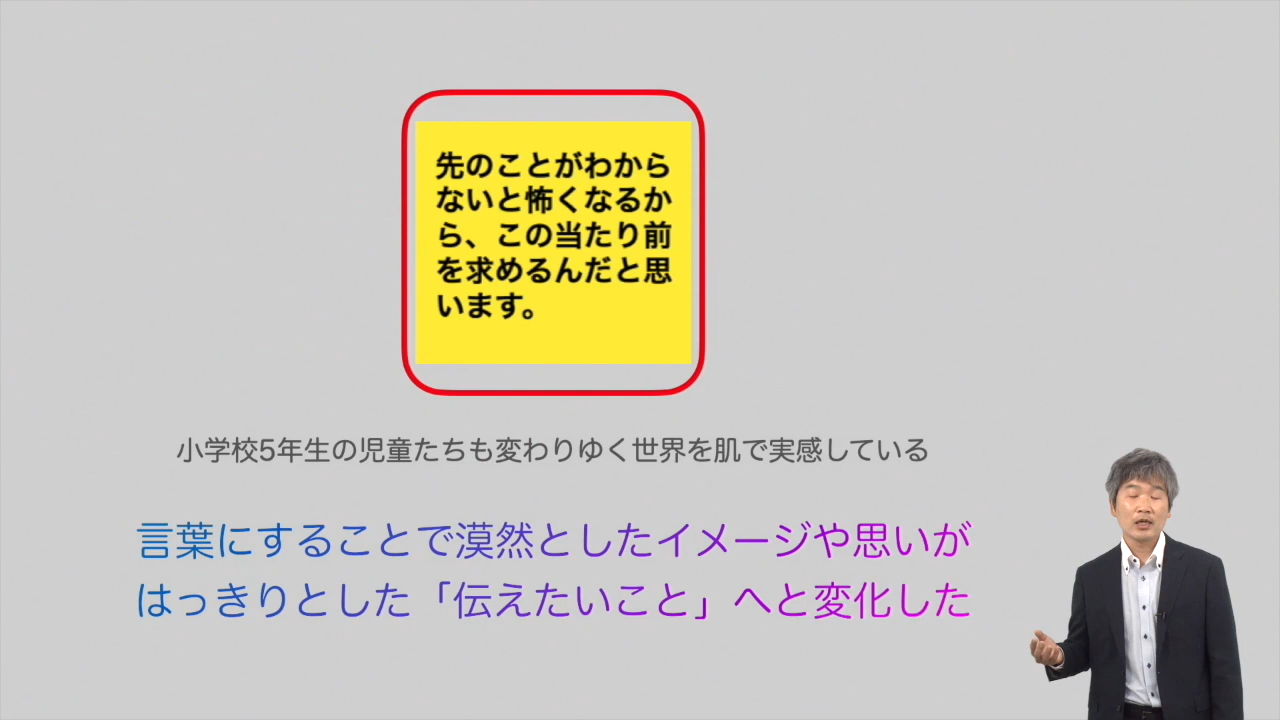 先のことがわから
ないと怖くなるか
ら、この当たり前
を求めるんだと思
います。
小学校5年生の児童たちも変わりゆく世界を肌で実感している
言葉にすることで漠然としたイメージや思いが
はっきりとした「伝えたいこと」へと変化した